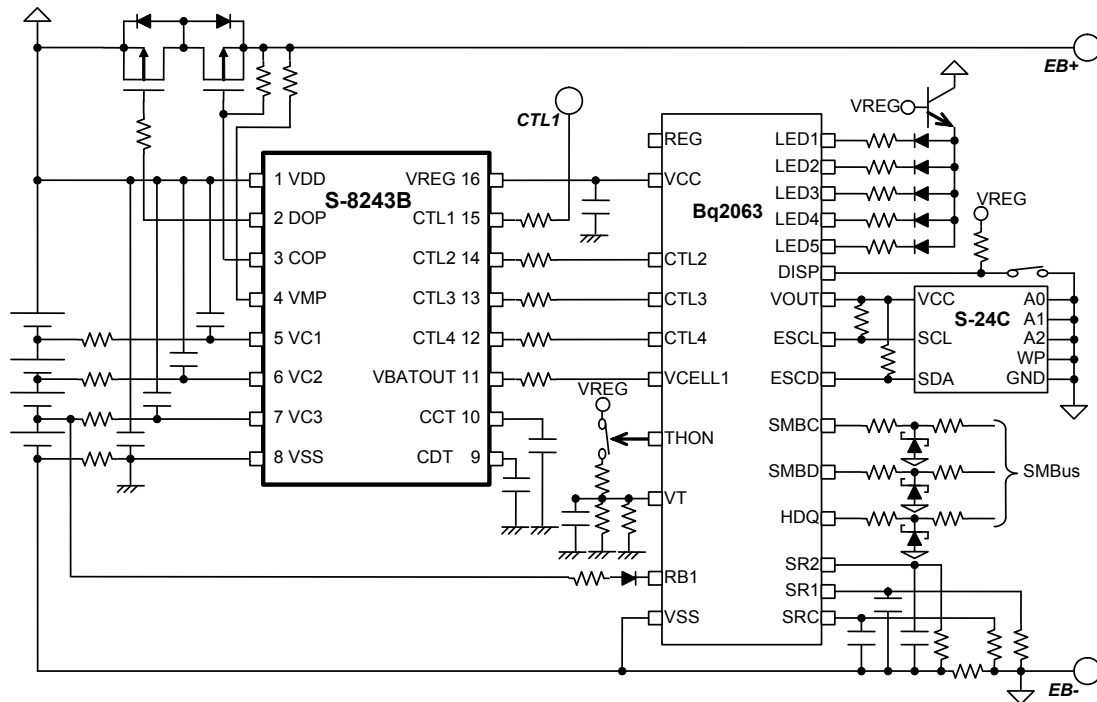 EB+
CTL1
VREG
S-8243B
1 VDD
2 DOP
3 COP
4 VMP
5 VC1
6 VC2
7 VC3
8 VSS
VREG 16
CTL1 15
CTL2 14
CTL3 13
CTL4 12
VBATOUT 11
CCT 10
CDT 9
VREG
Bq2063
REG
VCC
CTL2
CTL3
CTL4
VCELL1
THON
VT
RB1
VSS
LED1
LED2
LED3
LED4
LED5
DISP
VOUT
ESCL
ESCD
SMBC
SMBD
HDQ
SR2
SR1
SRC
VREG
S-24C
VCC
SCL
SDA
A0
A1
A2
WP
GND
SMBus
EB-